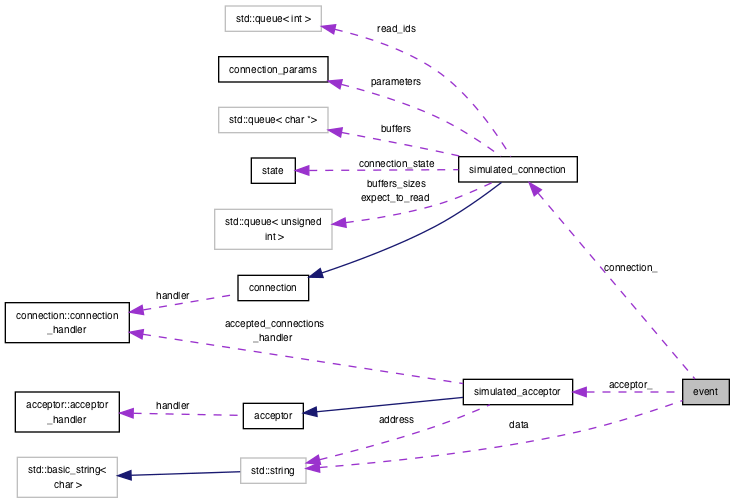 std::queue< int >
read_ids
connection_params
parameters
std::queue< char *>
buffers
simulated_connection
state
connection_state
buffers_sizes
expect_to_read
std::queue< unsigned
int >
connection_
connection
handler
connection::connection
_handler
accepted_connections
_handler
simulated_acceptor
acceptor_
event
acceptor::acceptor
_handler
handler
acceptor
address
data
std::basic_string<
char >
std::string